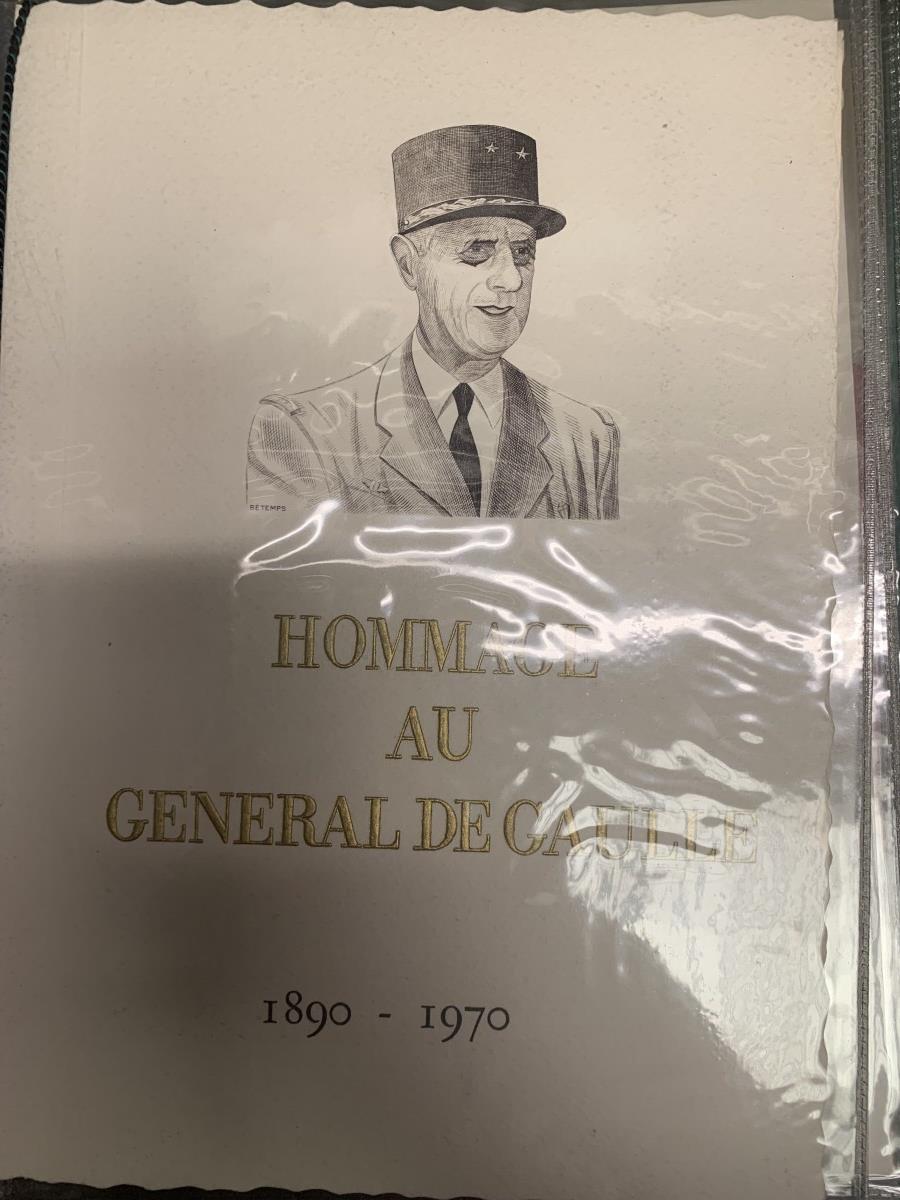 BÉTEMPS
HOMMAGE
AU
GENERAL DE GAULLE
1890 - 1970